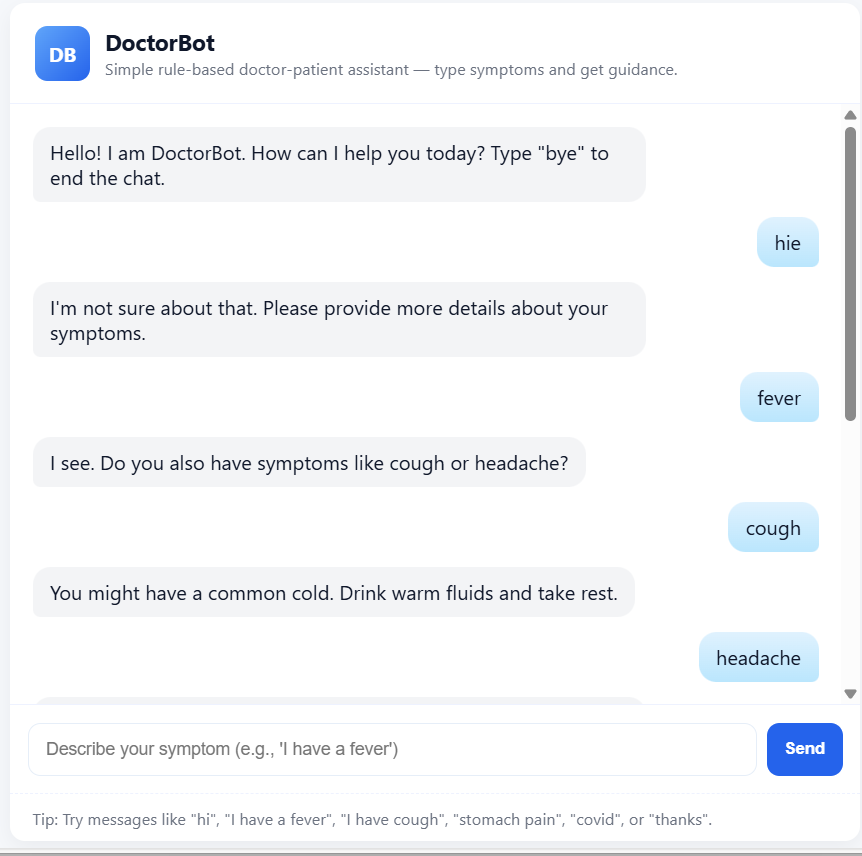 DB
DoctorBot
Simple rule-based doctor-patient assistant — type symptoms and get guidance.
Hello! I am DoctorBot. How can I help you today? Type "bye" to
end the chat.
hie
I'm not sure about that. Please provide more details about your
symptoms.
fever
I see. Do you also have symptoms like cough or headache?
cough
You might have a common cold. Drink warm fluids and take rest.
headache
Describe your symptom (e.g., 'I have a fever')
Send
Tip: Try messages like "hi", "I have a fever", "I have cough", "stomach pain", "covid", or "thanks".